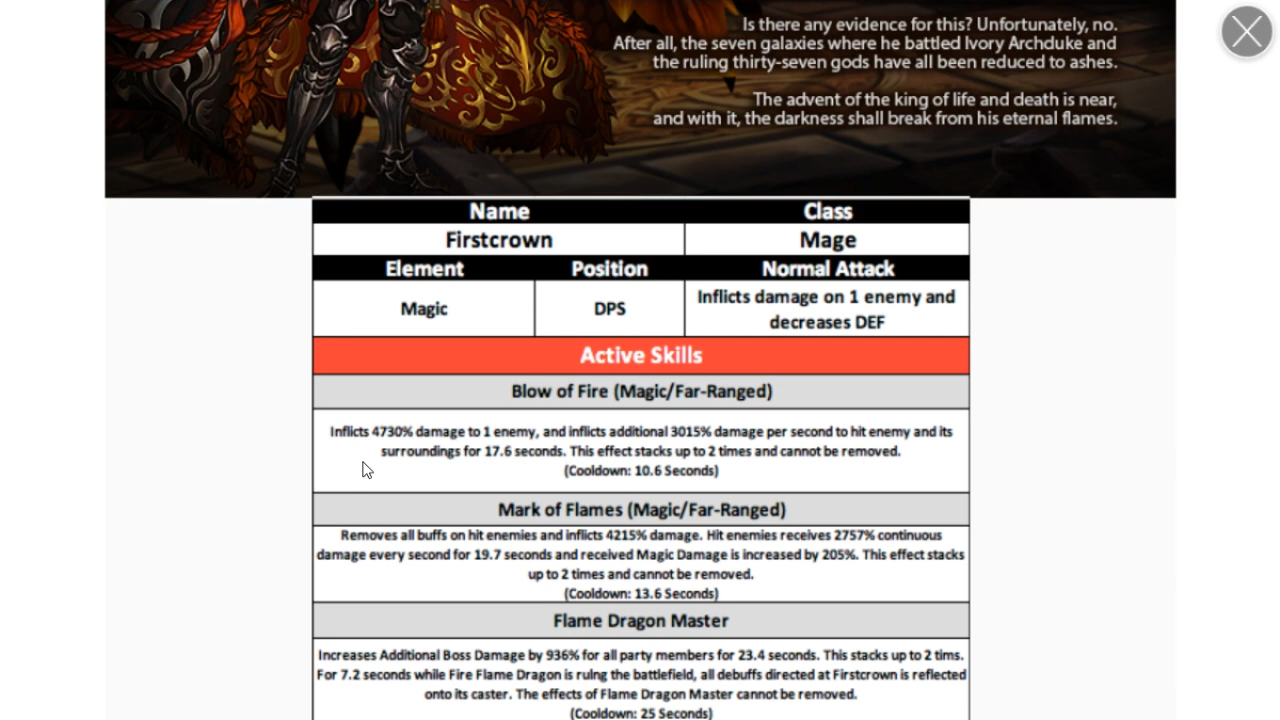 Is there any evidence for this? Unfortunately, no.
After all, the seven galaxies where he battled Ivory Archduke and
the ruling thirty-seven gods have all been reduced to ashes.
The advent of the king of life and death is near,
and with it, the darkness shall break from his eternal flames.
Name Class
Firstcrown Mage
Element Position Normal Attack
Magic DPS Inflicts damage on 1 enemy and
decreases DEF
Active Skills
Blow of Fire (Magic/Far-Ranged)
Inflicts 4730% damage to 1 enemy, and inflicts additional 3015% damage per second to hit enemy and its
surroundings for 17.6 seconds. This effect stacks up to 2 times and cannot be removed.
(Cooldown: 10.6 Seconds)
Mark of Flames (Magic/Far-Ranged)
Removes all buffs on hit enemies and inflicts 4215% damage. Hit enemies receives 2757% continuous
damage every second for 19.7 seconds and received Magic Damage is increased by 205%. This effect stacks
up to 2 times and cannot be removed.
(Cooldown: 13.6 Seconds)
Flame Dragon Master
Increases Additional Boss Damage by 936% for all party members for 23.4 seconds. This stacks up to 2 tims.
For 7.2 seconds while Fire Flame Dragon is rulng the battlefield, all debuffs directed at Firstcrown is reflected
onto its caster. The effects of Flame Dragon Master cannot be removed.
(Cooldown: 25 Seconds)